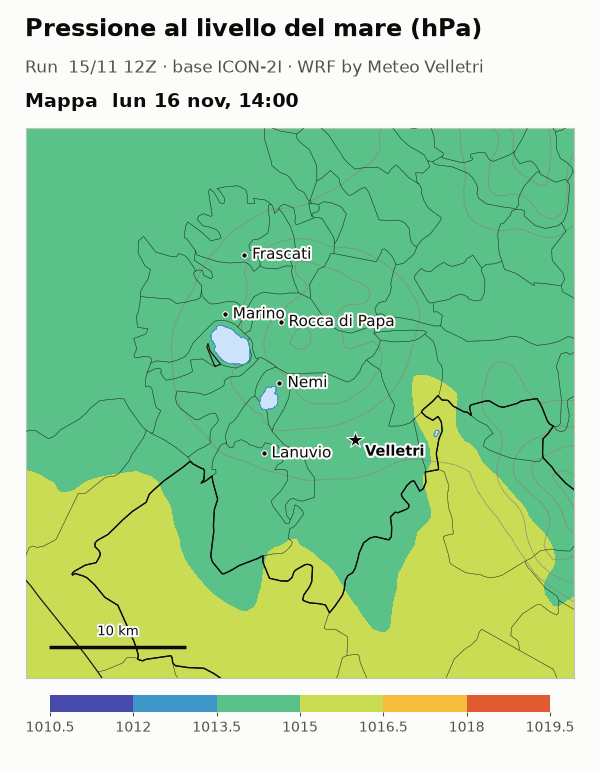 Pressione al livello del mare (hPa)
Run  15/11 12Z · base ICON-2I · WRF by Meteo Velletri
Mappa  lun 16 nov, 14:00
Frascati
Marino
Rocca di Papa
Nemi
Velletri
Lanuvio
10 km
1010.5 1012 1013.5 1015 1016.5 1018 1019.5